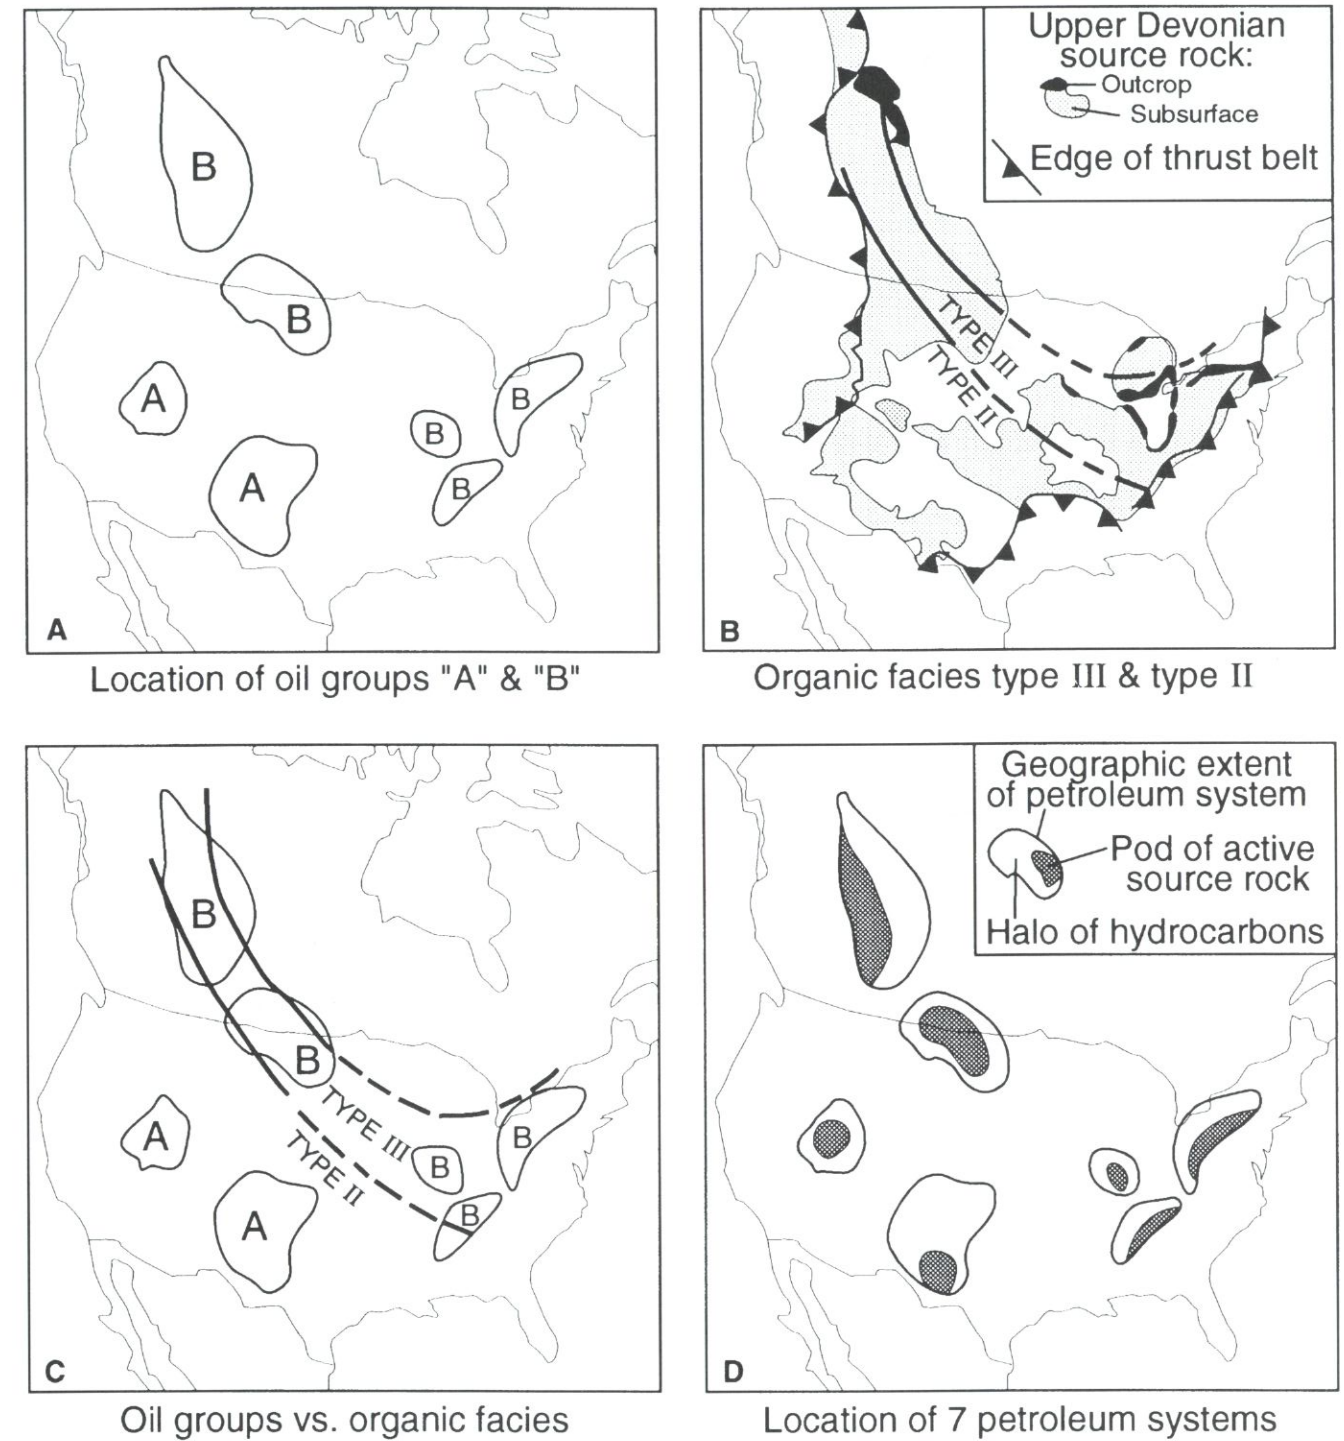 B
B
A
B
B
A
B
A
Location of oil groups "A" & "B"
Upper Devonian
source rock:
Outcrop
Subsurface
Edge of thrust belt
TYPE III
TYPE II
B
Organic facies type III & type II
B
B
TYPE III
TYPE II
A
B
B
A
B
C
Oil groups vs. organic facies
Geographic extent
of petroleum system
Pod of active
source rock
Halo of hydrocarbons
D
Location of 7 petroleum systems